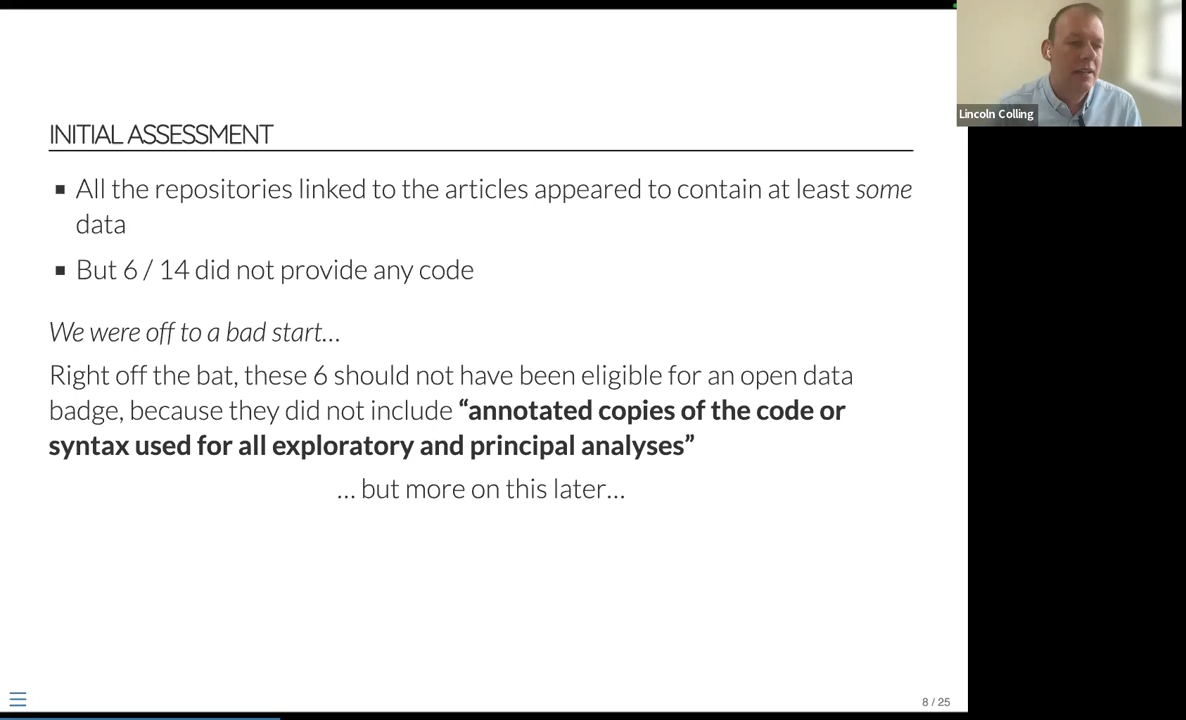 INITIAL ASSESSMENT
▪ All the repositories linked to the articles appeared to contain at least some
data
▪ But 6 / 14 did not provide any code
We were off to a bad start…
Right off the bat, these 6 should not have been eligible for an open data
badge, because they did not include “annotated copies of the code or
syntax used for all exploratory and principal analyses”
… but more on this later…
8 / 25
Lincoln Colling